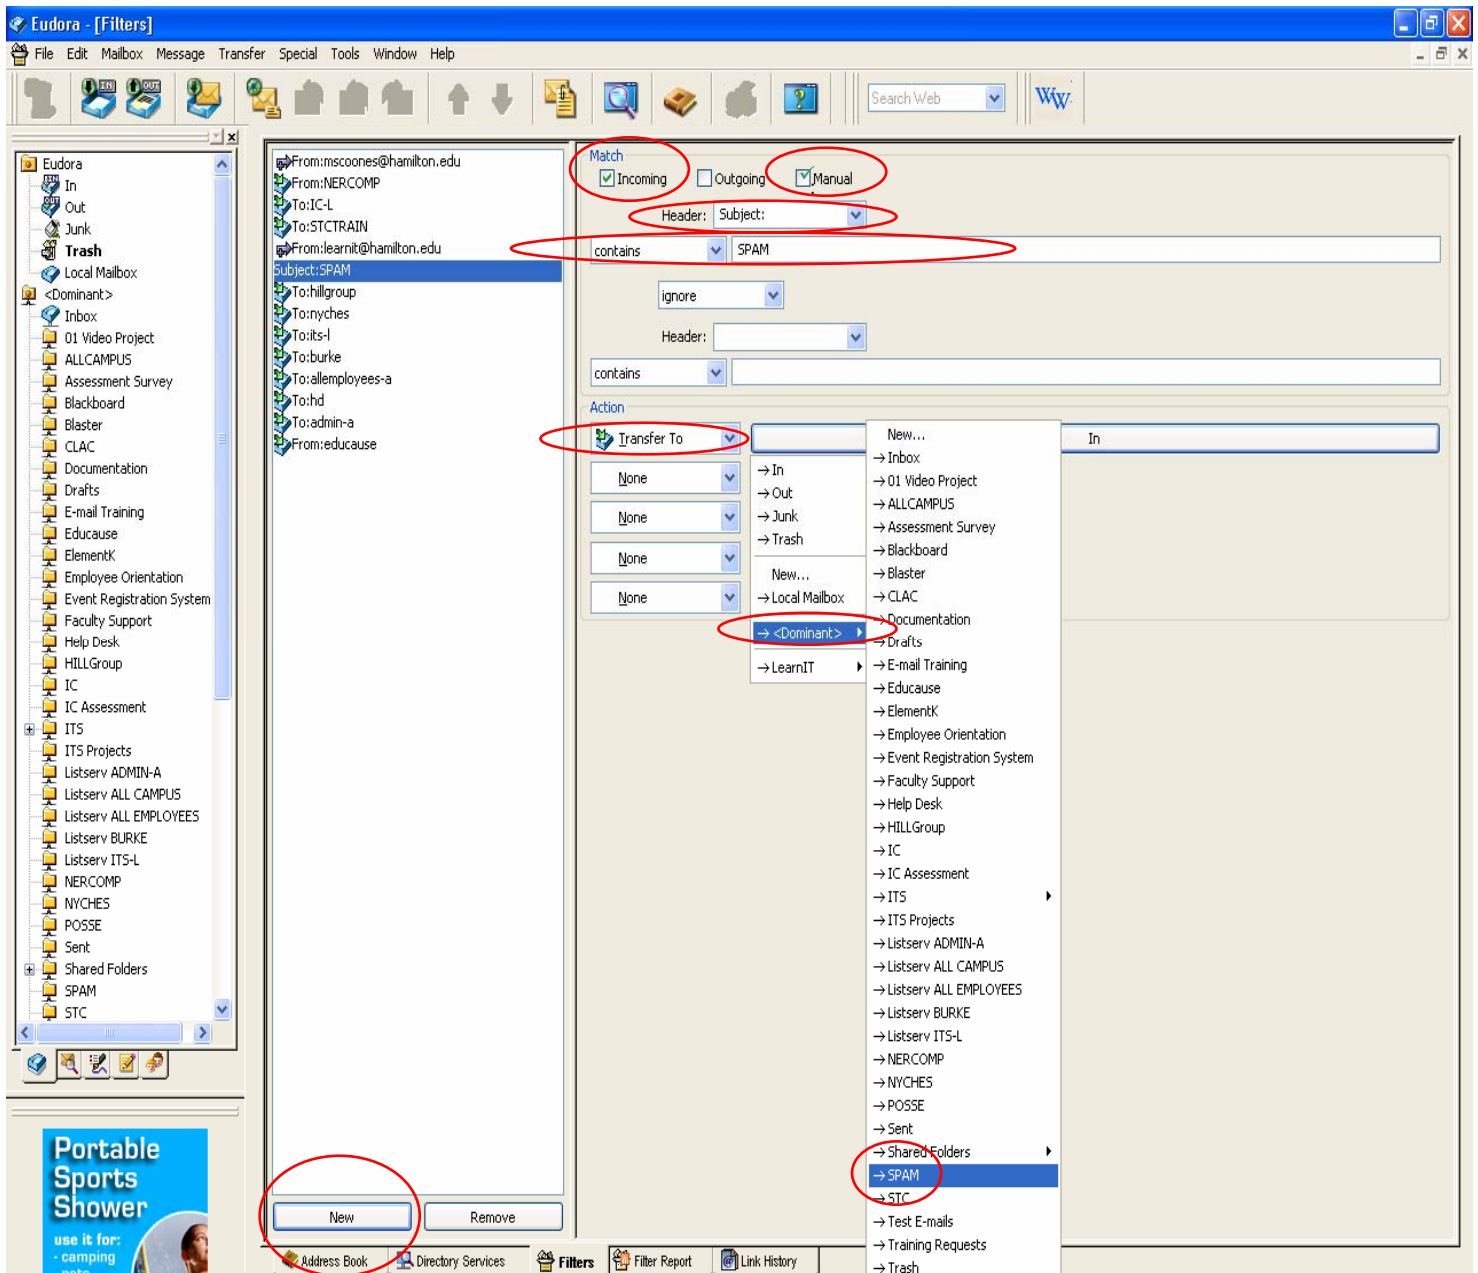 Eudora - [Filters]
File Edit Mailbox Message Transfer Special Tools Window Help
IN OUT Search Web WW
Eudora
In
Out
Junk
Trash
Local Mailbox
<Dominant>
Inbox
01 Video Project
ALLCAMPUS
Assessment Survey
Blackboard
Blaster
CLAC
Documentation
Drafts
E-mail Training
Educause
ElementK
Employee Orientation
Event Registration System
Faculty Support
Help Desk
HILLGroup
IC
IC Assessment
ITS
ITS Projects
Listserv ADMIN-A
Listserv ALL CAMPUS
Listserv ALL EMPLOYEES
Listserv BURKE
Listserv ITS-L
NERCOMP
NYCHES
POSSE
Sent
Shared Folders
SPAM
STC
Portable
Sports
Shower
use it for:
- camping
From:mscoones@hamilton.edu
From:NERCOMP
To:IC-L
To:STCTRAIN
From:learnit@hamilton.edu
Subject:SPAM
To:hillgroup
To:nyches
To:its-l
To:burke
To:allemployees-a
To:hd
To:admin-a
From:educause
New Remove
Match
Incoming Outgoing Manual
Header: Subject:
contains SPAM
ignore
Header:
contains
Action
Transfer To In
None
None
None
None
→In
→Out
→Junk
→Trash
New...
→Local Mailbox
→<Dominant>
→LearnIT
New...
→Inbox
→01 Video Project
→ALLCAMPUS
→Assessment Survey
→Blackboard
→Blaster
→CLAC
→Documentation
→Drafts
→E-mail Training
→Educause
→ElementK
→Employee Orientation
→Event Registration System
→Faculty Support
→Help Desk
→HILLGroup
→IC
→IC Assessment
→ITS
→ITS Projects
→Listserv ADMIN-A
→Listserv ALL CAMPUS
→Listserv ALL EMPLOYEES
→Listserv BURKE
→Listserv ITS-L
→NERCOMP
→NYCHES
→POSSE
→Sent
→Shared Folders
→SPAM
→STC
→Test E-mails
→Training Requests
→Trash
Address Book Directory Services Filters Filter Report Link History